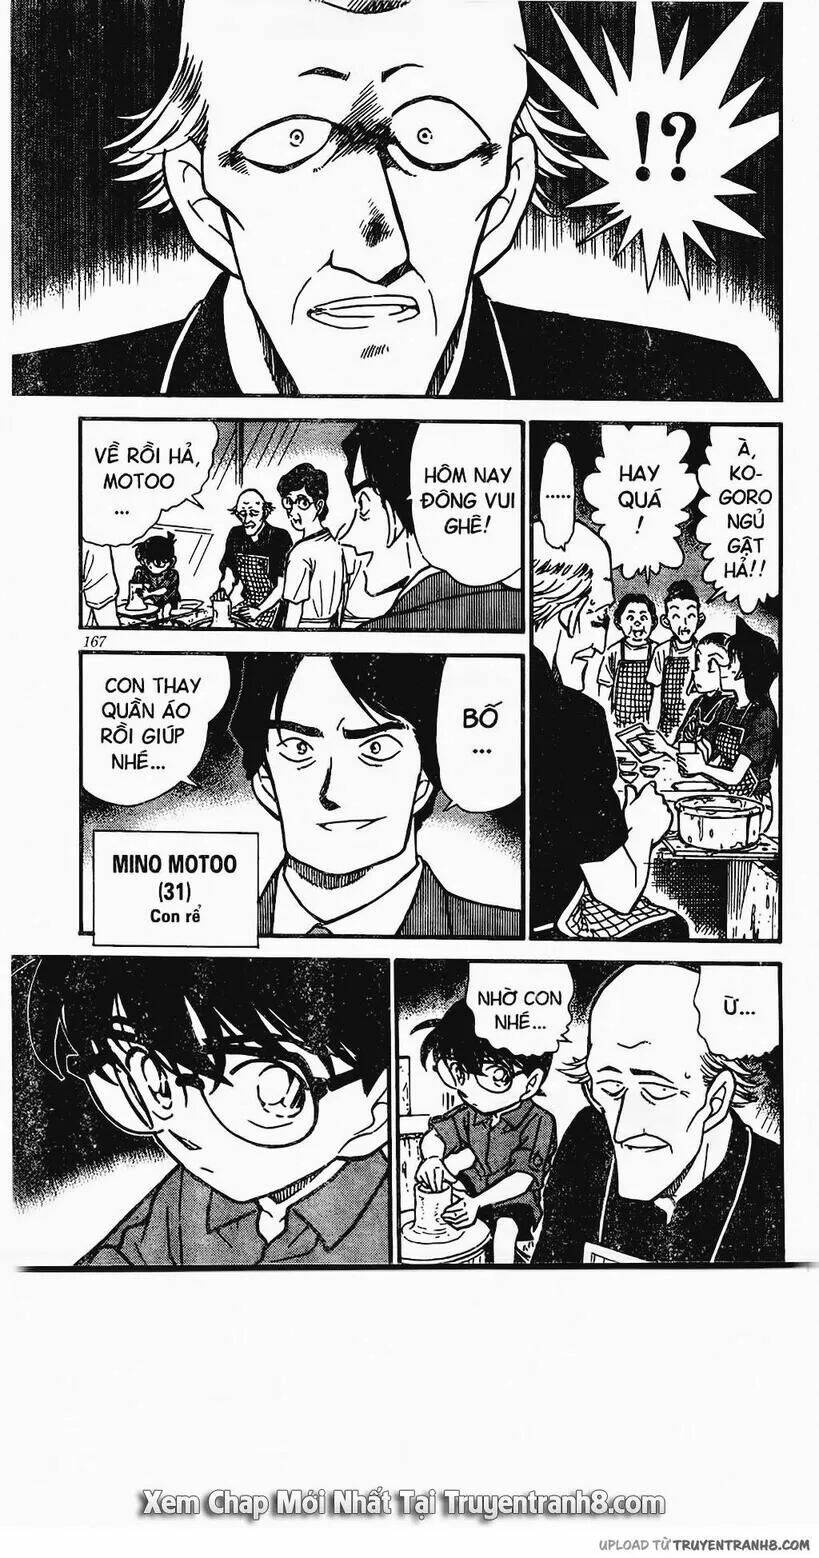 !?
À,
KO-
GORO
NGỦ
GẬT
HẢ!!
HAY
QUÁ
!
......
HÔM NAY
ĐÔNG VUI
GHÊ!
VỀ RỒI HẢ,
MOTOO
...
167
BỐ
...
CON THAY
QUẦN ÁO
RỒI GIÚP
NHÉ...
MINO MOTOO
(31)
Con rể
Ừ...
NHỜ CON
NHÉ...
Xem Chap Mới Nhất Tại Truyentranh8.com
UPLOAD TỪ TRUYENTRANH8.COM